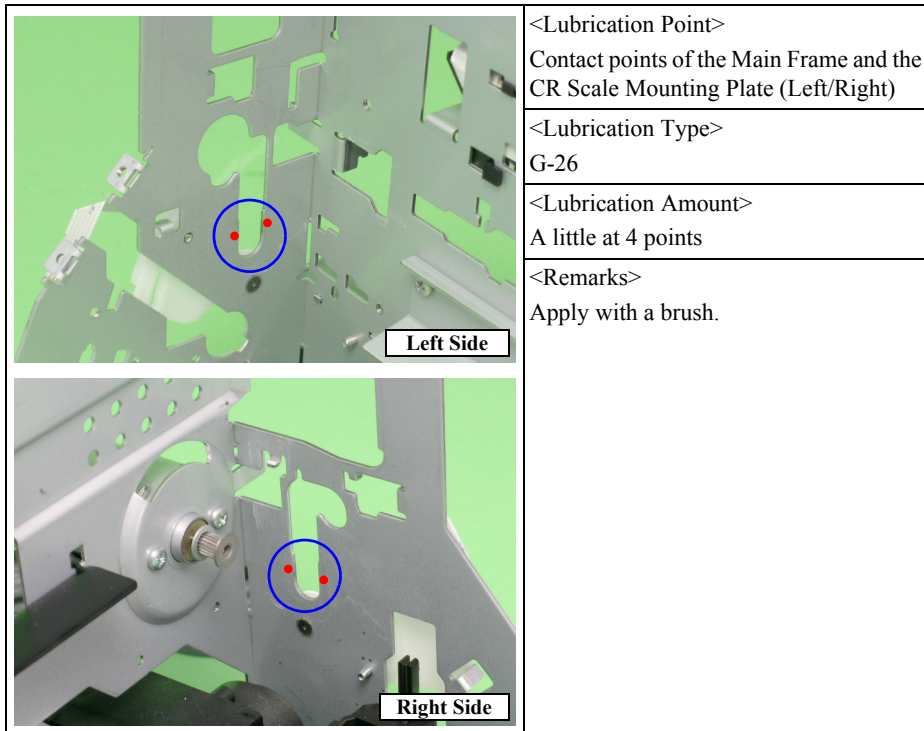 <Lubrication Point>
Contact points of the Main Frame and the
CR Scale Mounting Plate (Left/Right)
<Lubrication Type>
G-26
<Lubrication Amount>
A little at 4 points
<Remarks>
Apply with a brush.
Left Side
Right Side